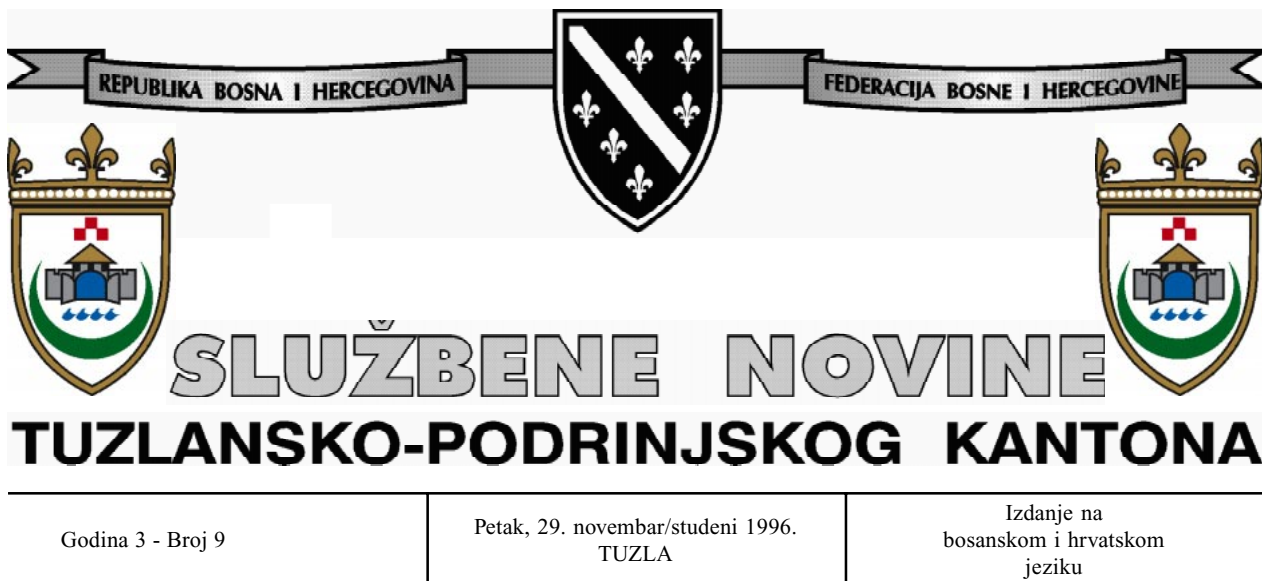 REPUBLIKA BOSNA I HERCEGOVINA
FEDERACIJA BOSNE I HERCEGOVINE
SLUŽBENE NOVINE
TUZLANSKO-PODRINJSKOG KANTONA
Godina 3 - Broj 9
Petak, 29. novembar/studeni 1996.
TUZLA
Izdanje na
bosanskom i hrvatskom
jeziku